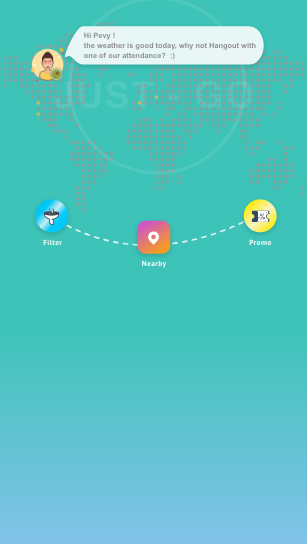 Hi Pevy !
the weather is good today, why not Hangout with
one of our attendance? :)
JUST GO
Filter
Promo
Nearby